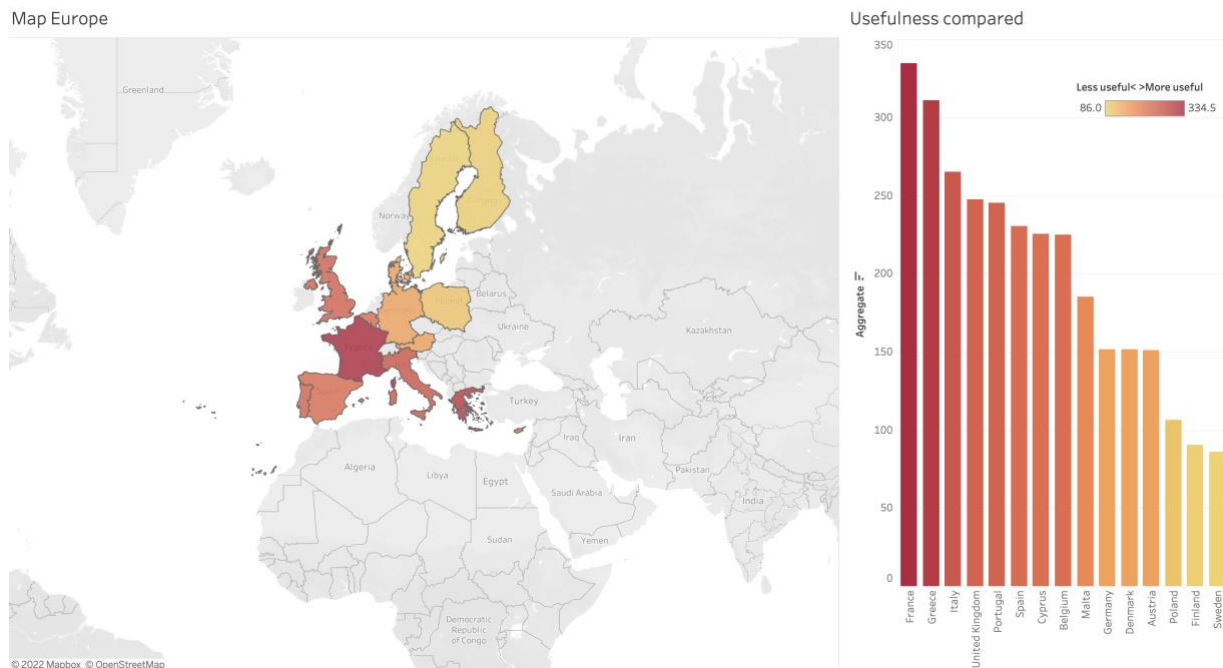 Map Europe
Greenland
Norway
Belarus
Ukraine
Kazakhstan
Turkey
Iraq
Iran
Pakistan
Algeria
Libya
Egypt
Saudi Arabia
India
Sudan
Yemen
Democratic
Republic
of Congo
© 2022 Mapbox © OpenStreetMap
Usefulness compared
Less useful< >More useful
86.0
334.5
Aggregate
350
300
250
200
150
100
50
0
France
Greece
Italy
United Kingdom
Portugal
Spain
Cyprus
Belgium
Malta
Germany
Denmark
Austria
Poland
Finland
Sweden